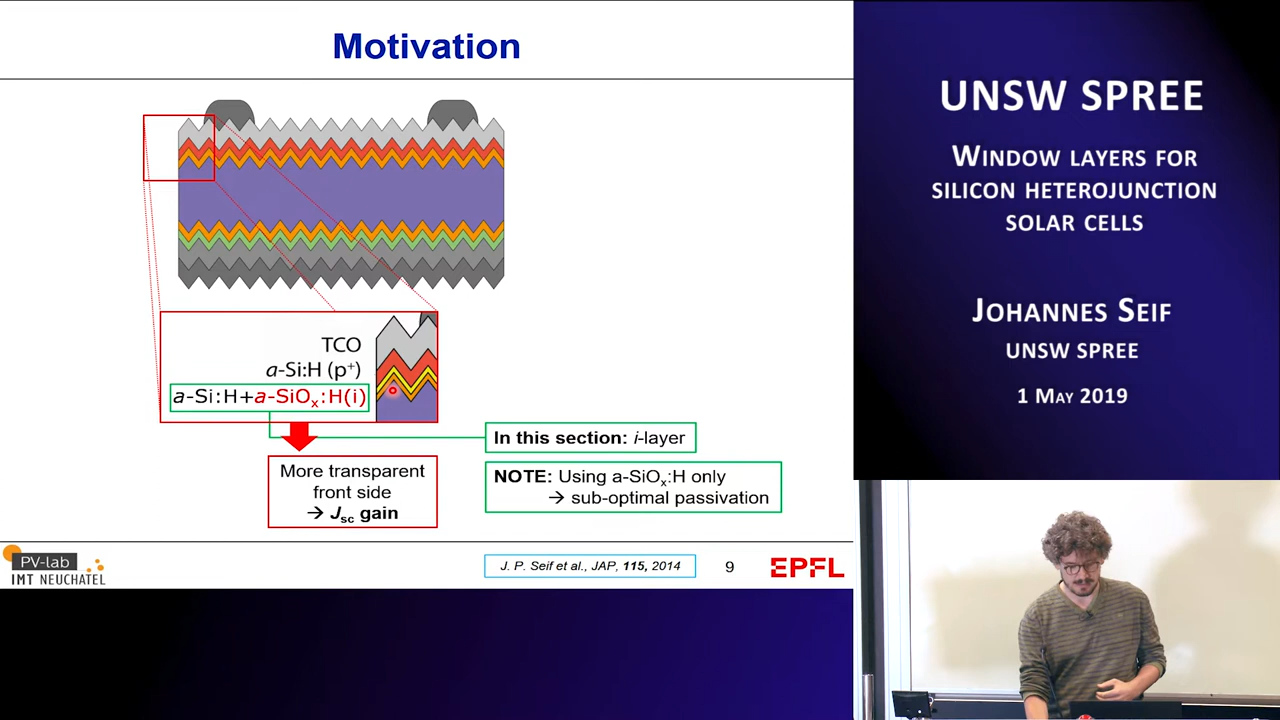 Motivation
TCO
a-Si:H (p⁺)
a-Si:H+a-SiOₓ:H(i)
In this section: i-layer
More transparent
front side
→ Jsc gain
NOTE: Using a-SiOₓ:H only
→ sub-optimal passivation
PV-lab
IMT NEUCHATEL
J. P. Seif et al., JAP, 115, 2014
9
EPFL
UNSW SPREE
WINDOW LAYERS FOR
SILICON HETEROJUNCTION
SOLAR CELLS
JOHANNES SEIF
UNSW SPREE
1 MAY 2019